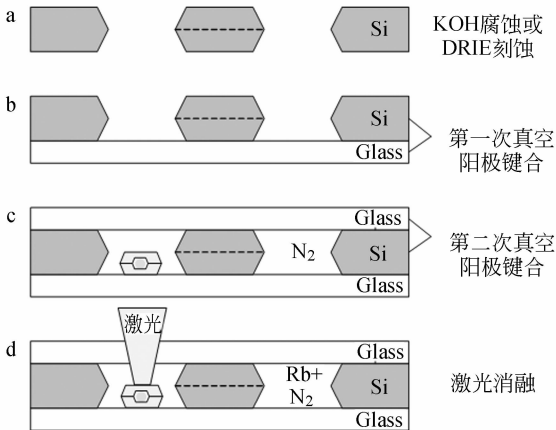 a
Si
KOH腐蚀或
DRIE刻蚀
b
Si
Glass
第一次真空
阳极键合
c
Glass
N₂
Si
Glass
第二次真空
阳极键合
激光
d
Glass
Rb+
N₂
Si
Glass
激光消融